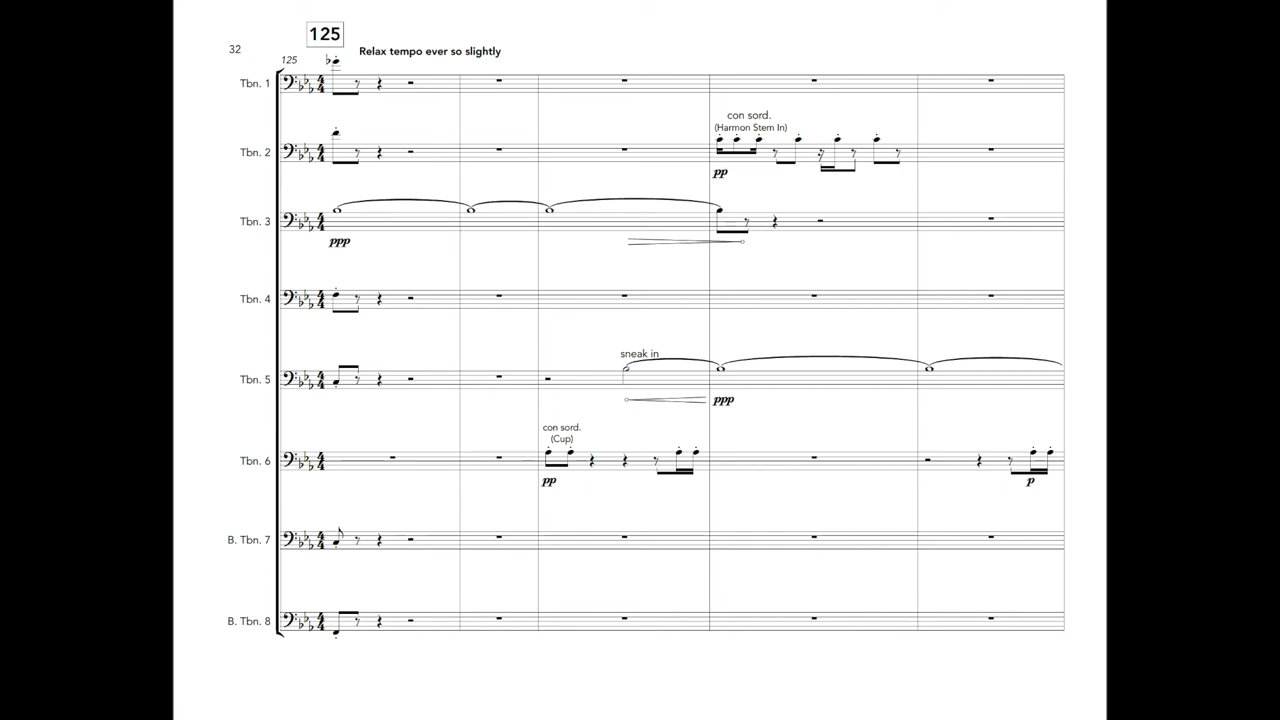 125
32
Relax tempo ever so slightly
125
Tbn. 1
con sord.
(Harmon Stem In)
Tbn. 2
pp
Tbn. 3
ppp
Tbn. 4
sneak in
Tbn. 5
ppp
con sord.
(Cup)
Tbn. 6
pp
p
B. Tbn. 7
B. Tbn. 8